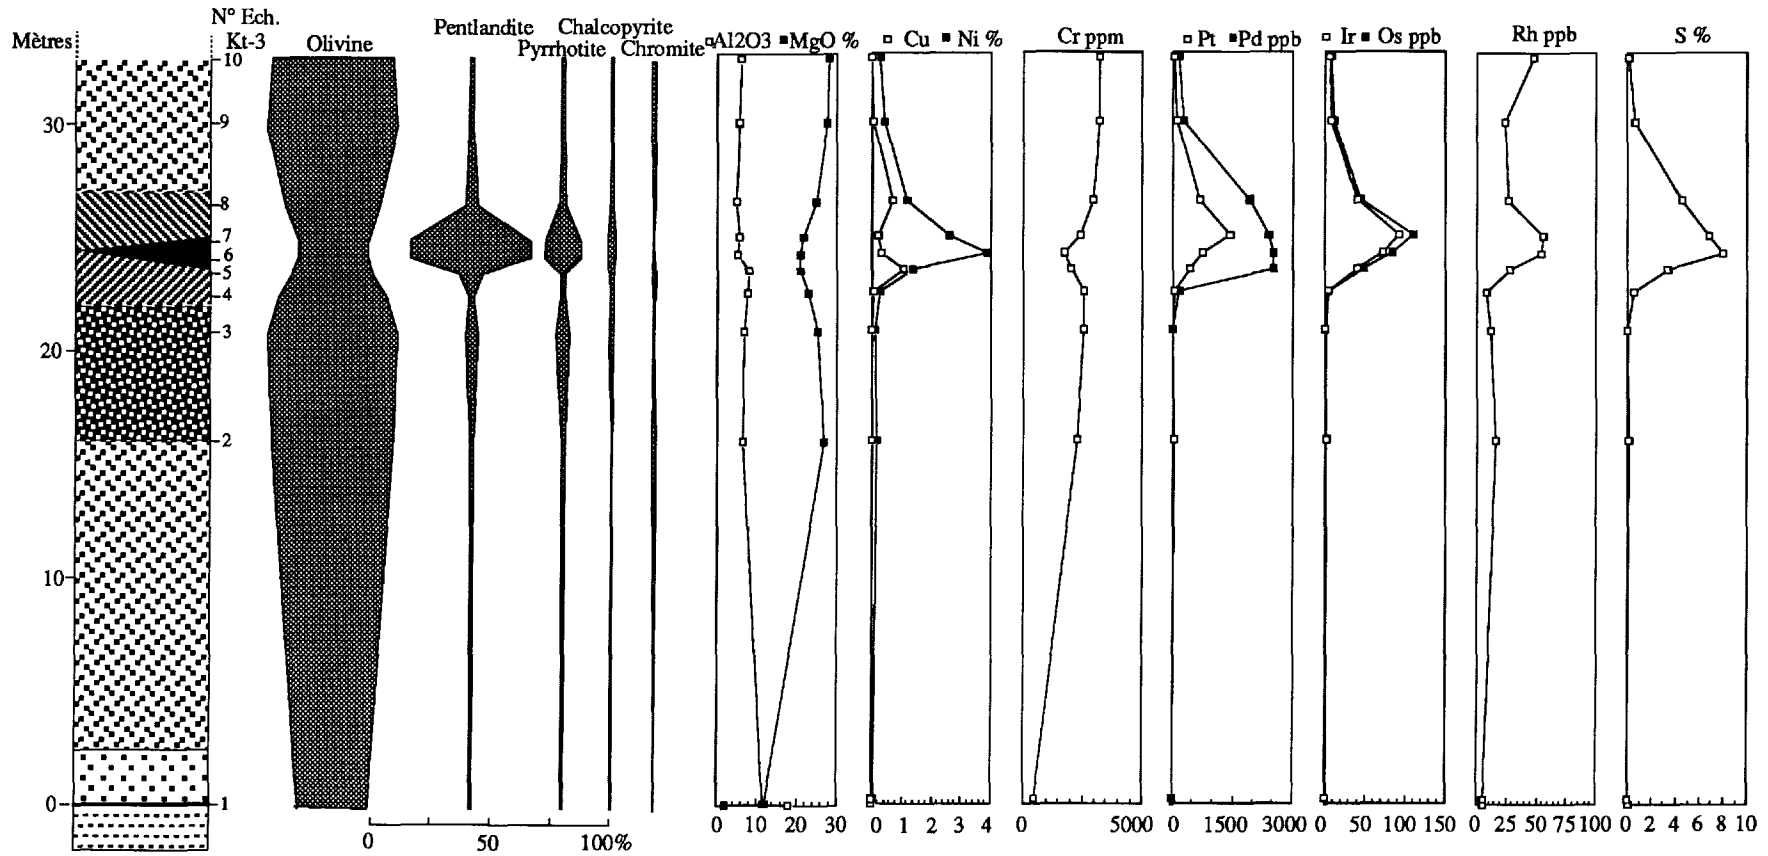 N° Ech.
Mètres
Kt-3
Olivine
Pentlandite
Chalcopyrite
Pyrrhotite
Chromite
Al2O3 MgO %
Cu Ni %
Cr ppm
Pt Pd ppb
Ir Os ppb
Rh ppb
S %
10
30
9
8
7
6
5
4
3
20
2
10
0
1
0 50 100%
0 10 20 30
0 1 2 3 4
0 5000
0 1500 3000
0 50 100 150
0 25 50 75 100
0 2 4 6 8 10